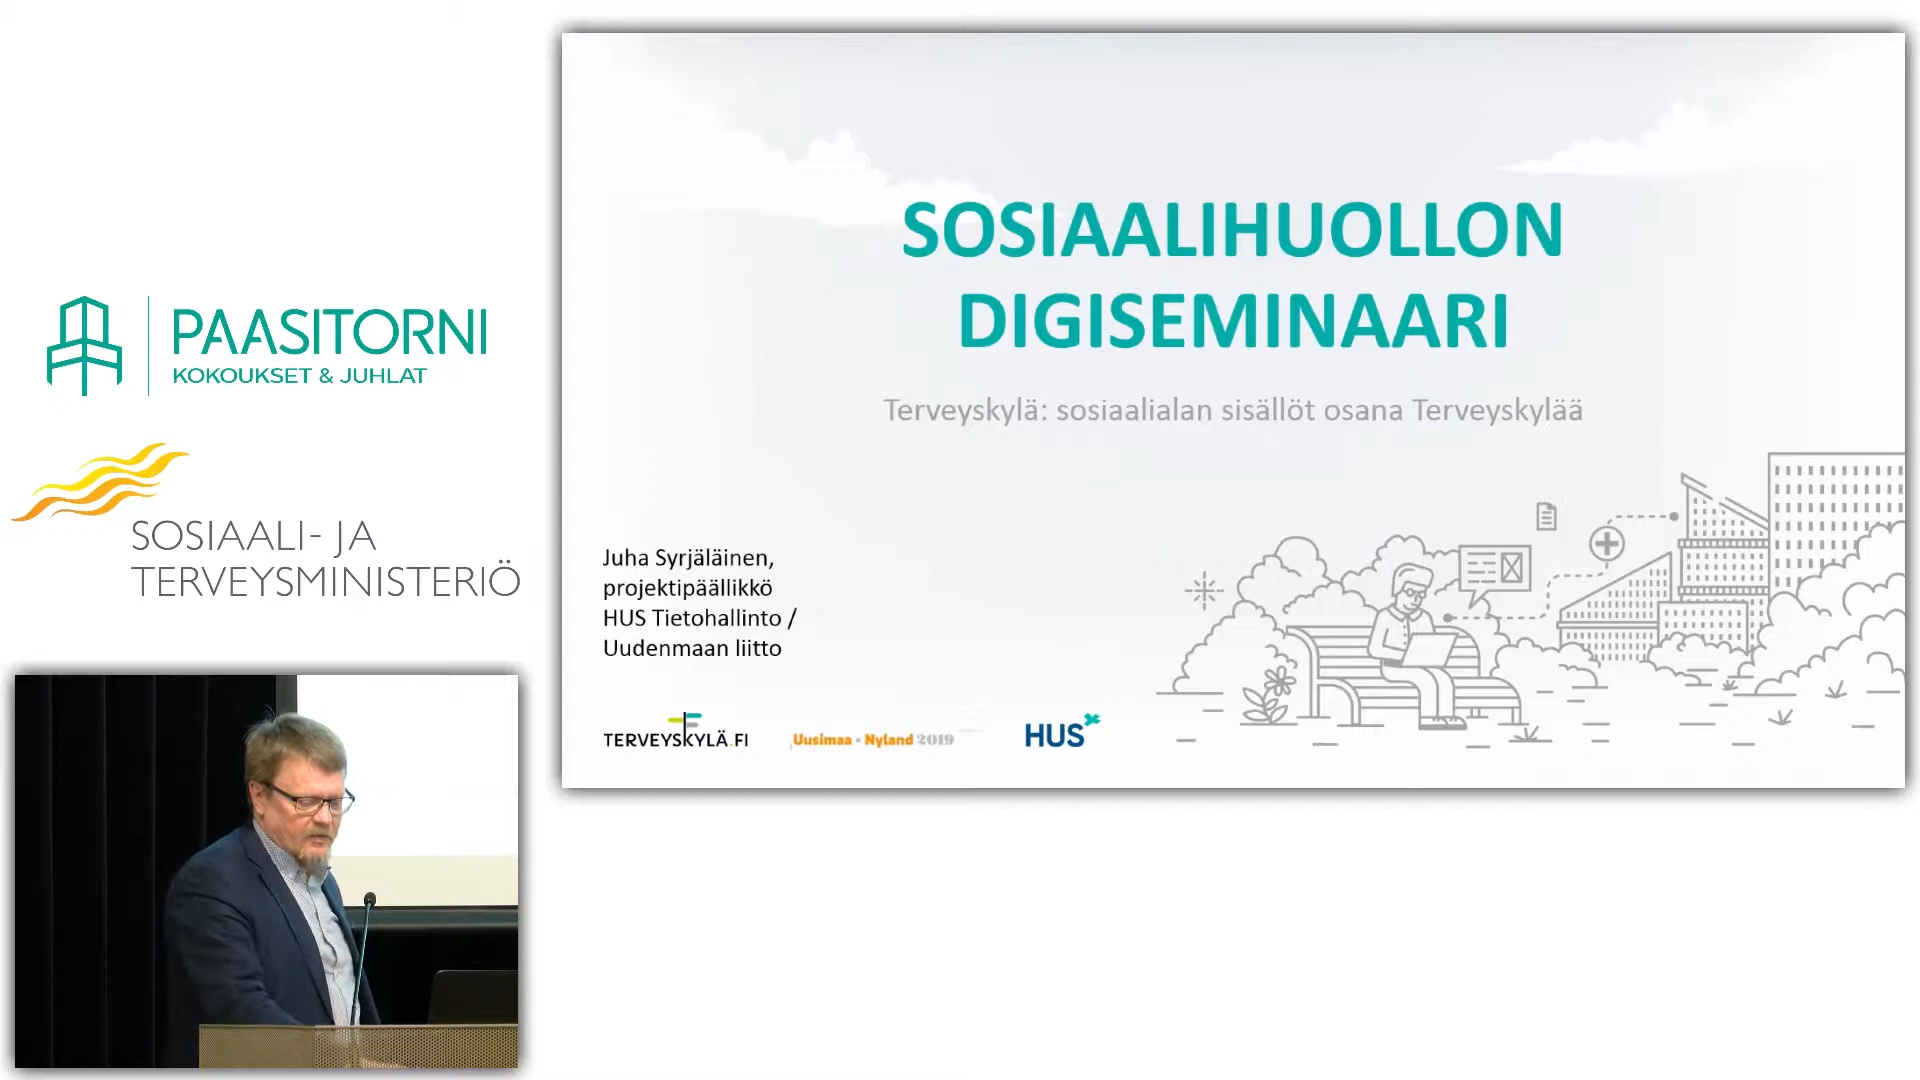 PAASITORNI
KOKOUKSET & JUHLAT
SOSIAALI- JA
TERVEYSMINISTERIÖ
SOSIAALIHUOLLON
DIGISEMINAARI
Terveyskylä: sosiaalialan sisällöt osana Terveyskylää
Juha Syrjäläinen,
projektipäällikkö
HUS Tietohallinto /
Uudenmaan liitto
TERVEYSKYLÄ.FI
Uusimaa • Nyland 2019
HUS